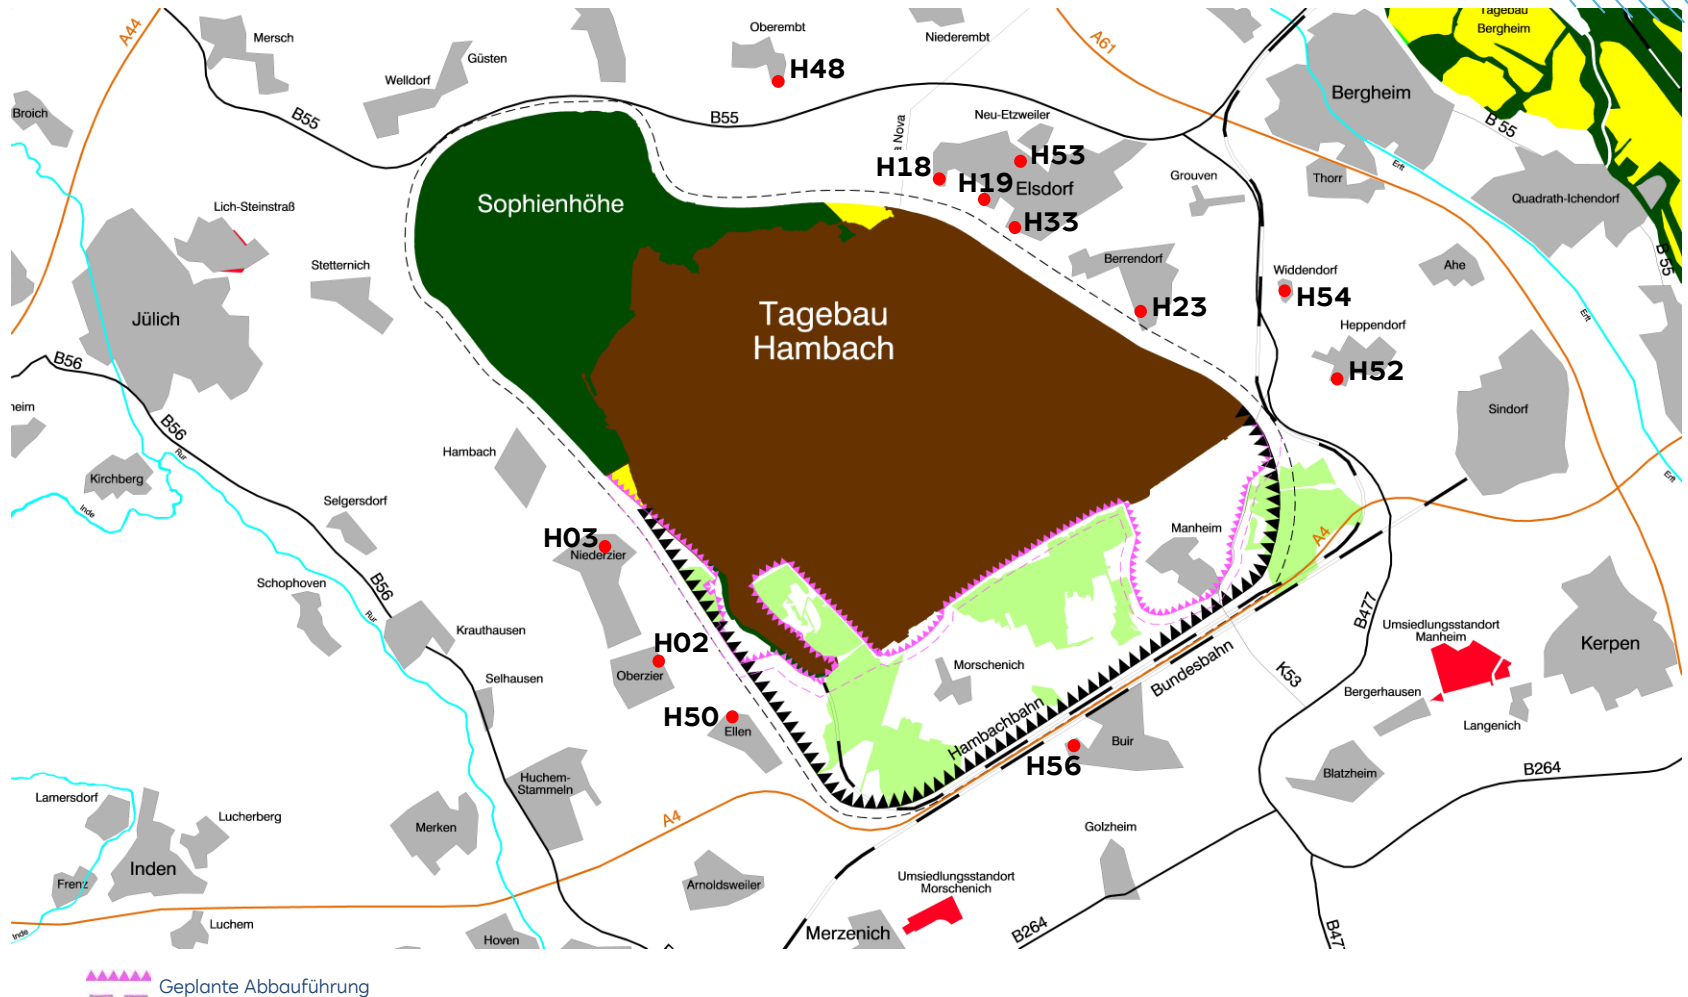 A44
Mersch
Güsten
Welldorf
Oberembt
H48
Niederembt
A61
Tagebau
Bergheim
Bergheim
Broich
B55
B55
Neu-Etzweiler
B 55
H18
H53
H19
Elsdorf
H33
Grouven
Thorr
Erft
Quadrath-Ichendorf
Sophienhöhe
Lich-Steinstraß
Stetternich
Jülich
Berrendorf
H23
Widdendorf
H54
Ahe
B 55
Erft
Heppendorf
H52
Tagebau
Hambach
B56
heim
B56
Rur
Hambach
Sindorf
Kirchberg
Inde
Selgersdorf
Erft
H03
Niederzier
Manheim
A4
Schophoven
B56
Rur
Krauthausen
H02
Oberzier
Selhausen
Morschenich
Bundesbahn
K53
B477
Umsiedlungsstandort
Manheim
Kerpen
Bergerhausen
Langenich
H50
Ellen
Hambachbahn
H56
Buir
Blatzheim
B264
Huchem-
Stammeln
Lamersdorf
Lucherberg
Merken
A4
Golzheim
Inden
Frenz
Arnoldsweiler
Umsiedlungsstandort
Morschenich
Luchem
Inde
Hoven
Merzenich
B264
B47
Geplante Abbauführung